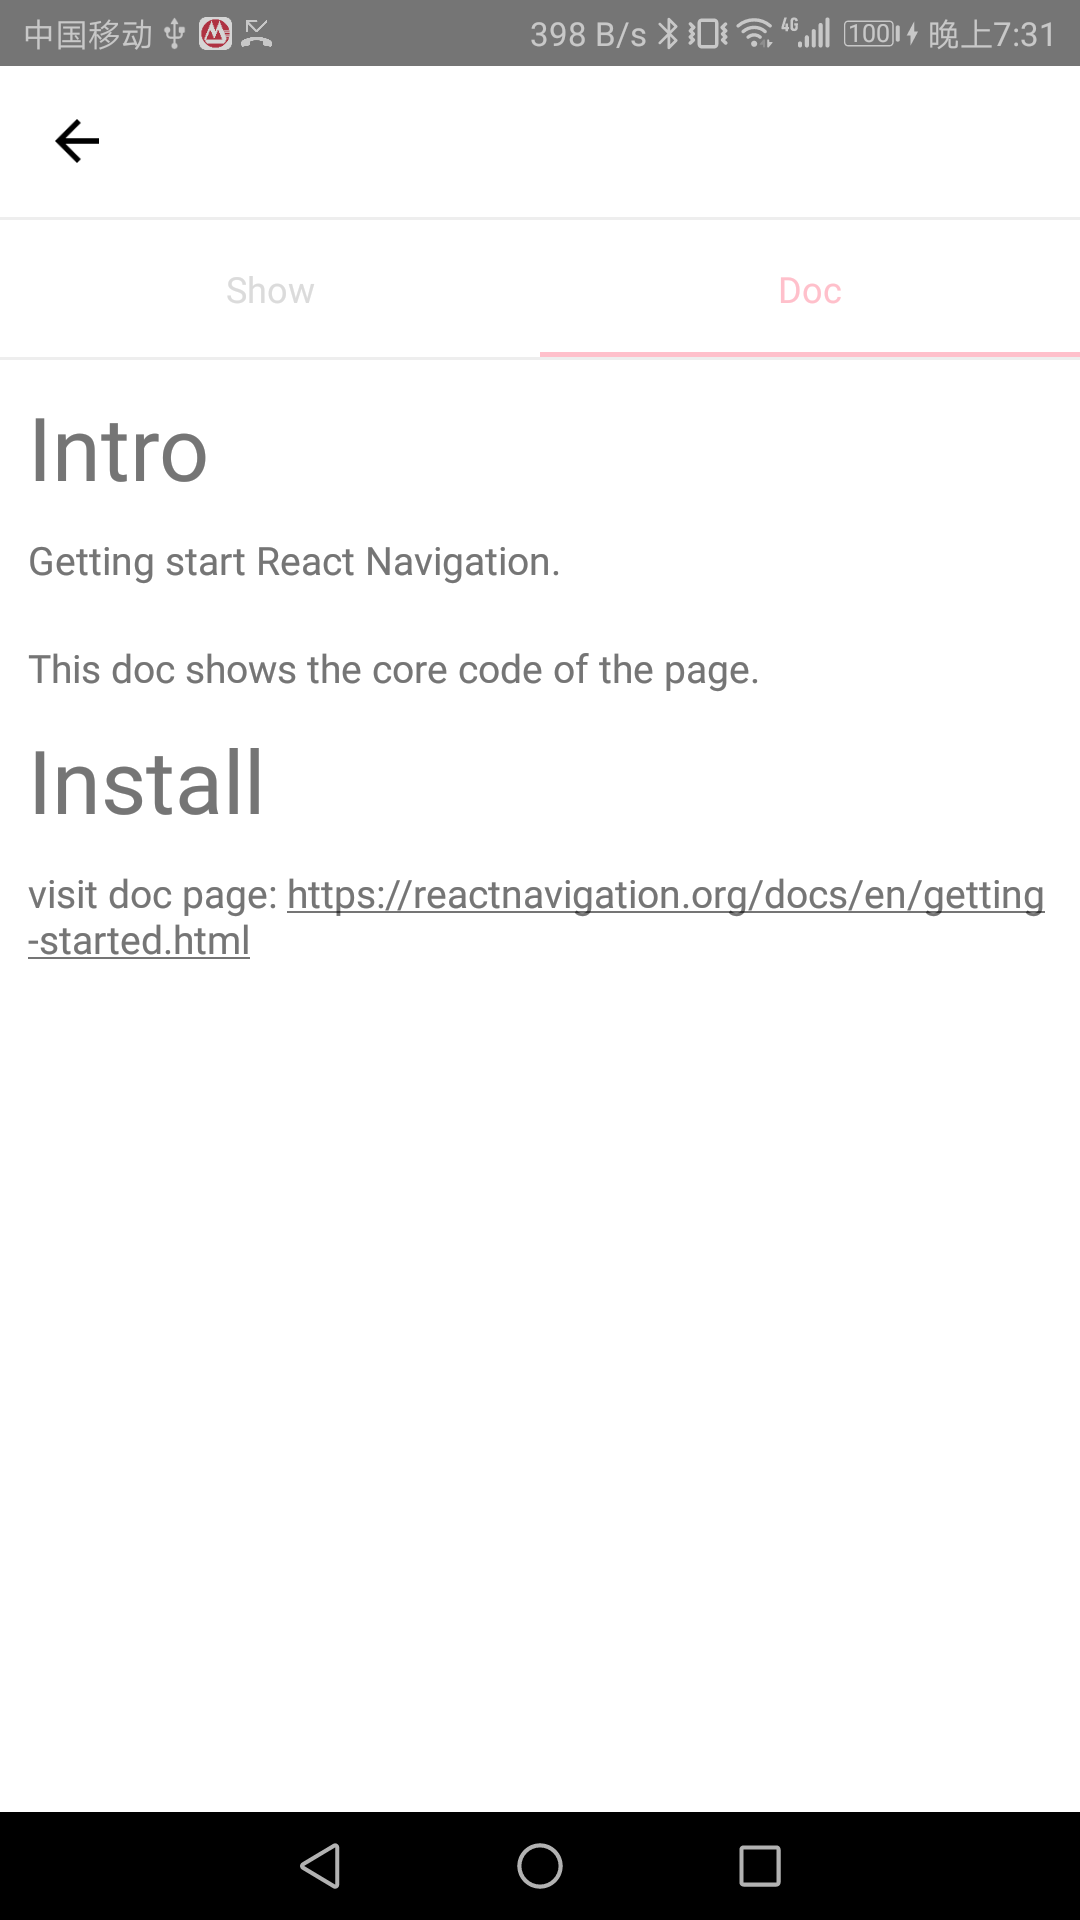 中国移动 398 B/s 4G 100 晚上7:31
Show Doc
Intro
Getting start React Navigation.
This doc shows the core code of the page.
Install
visit doc page: https://reactnavigation.org/docs/en/getting
-started.html